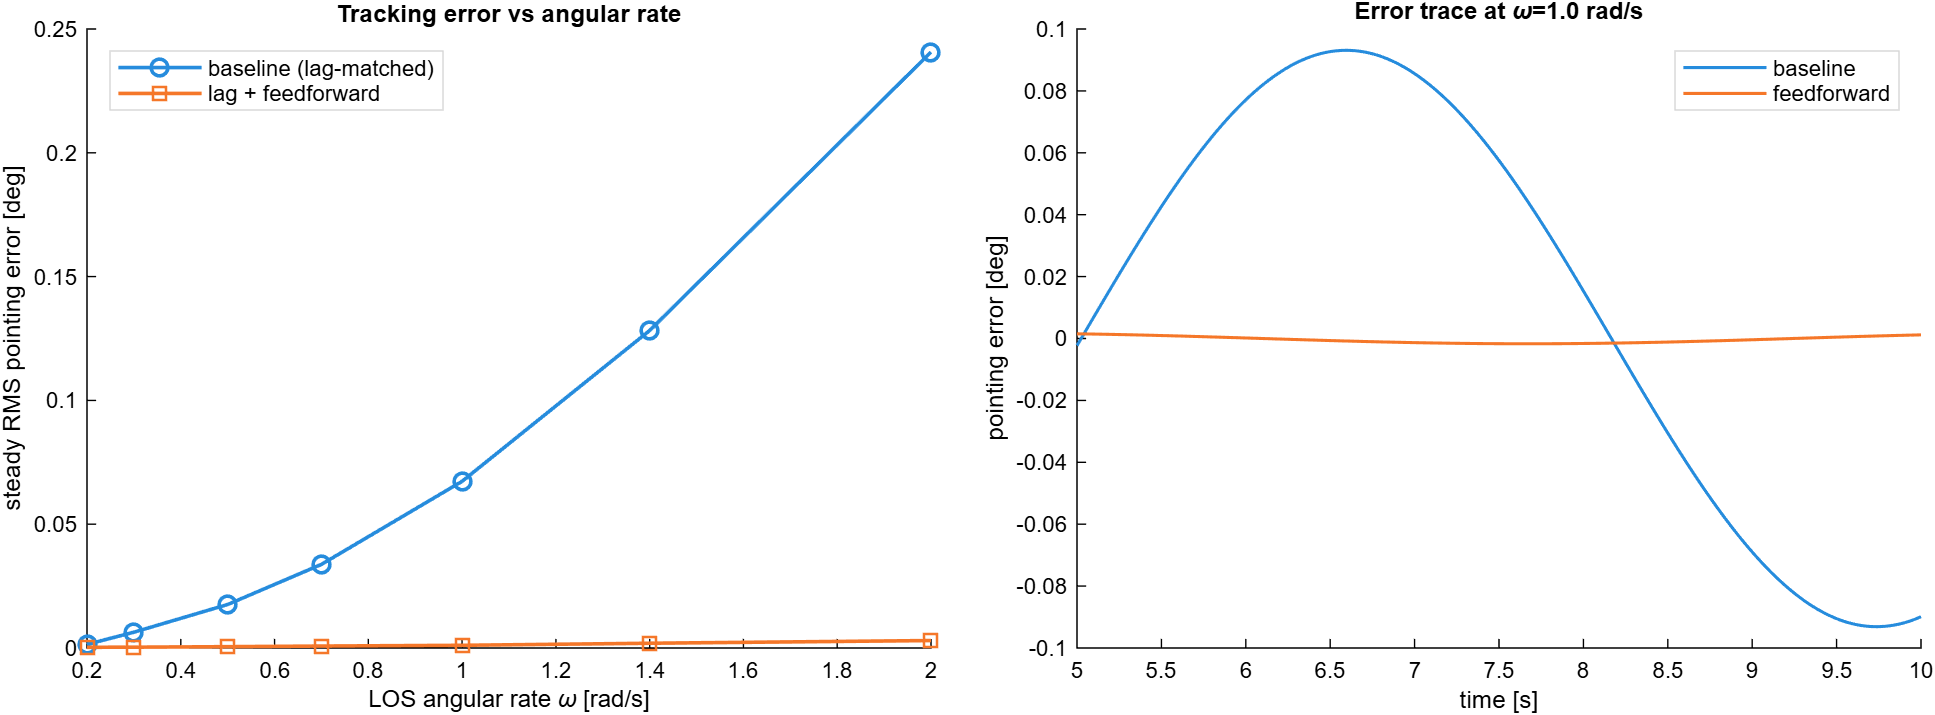 Tracking error vs angular rate
baseline (lag-matched)
lag + feedforward
steady RMS pointing error [deg]
0.25
0.2
0.15
0.1
0.05
0
0.2 0.4 0.6 0.8 1 1.2 1.4 1.6 1.8 2
LOS angular rate ω [rad/s]
Error trace at ω=1.0 rad/s
baseline
feedforward
pointing error [deg]
0.1
0.08
0.06
0.04
0.02
0
-0.02
-0.04
-0.06
-0.08
-0.1
5 5.5 6 6.5 7 7.5 8 8.5 9 9.5 10
time [s]